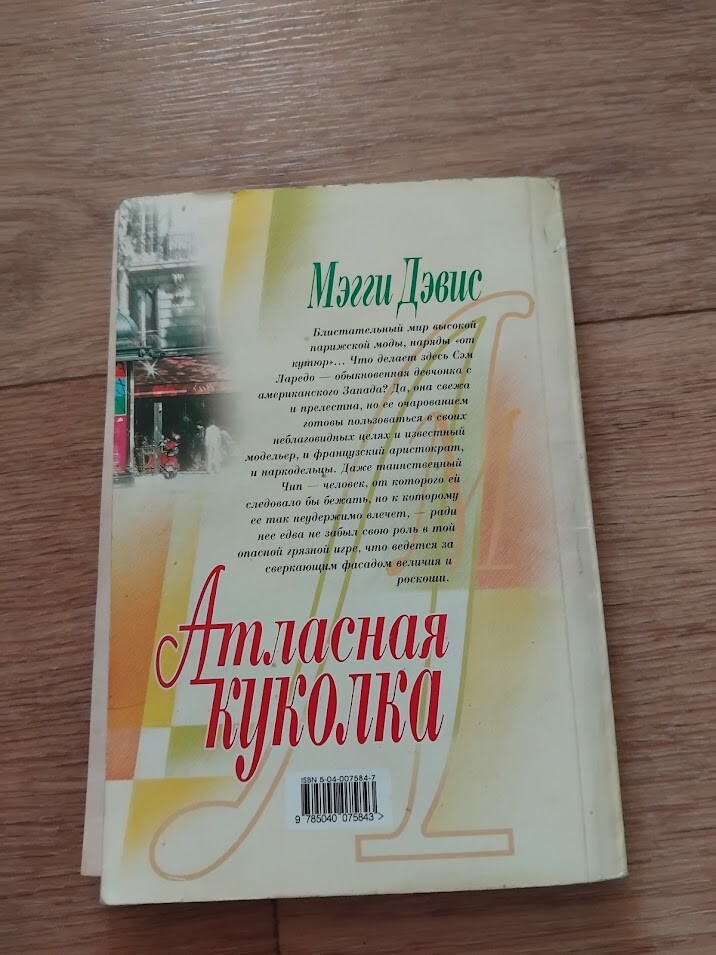 Мэгги Дэвис
Блистательный мир высокой
парижской моды, наряды «от
кутюр»... Что делает здесь Сэм
Ларедо — обыкновенная девчонка с
американского Запада? Да, она свежа
и прелестна, но ее очарованием
готовы пользоваться в своих
неблаговидных целях и известный
модельер, и французский аристократ,
и наркодельцы. Даже таинственный
Чип — человек, от которого ей
следовало бы бежать, но к которому
ее так неудержимо влечет, — ради
нее едва не забыл свою роль в той
опасной грязной игре, что ведется за
сверкающим фасадом величия и
роскоши.
Атласная
куколка
ISBN 5-04-007584-7
9 785040 075843 >